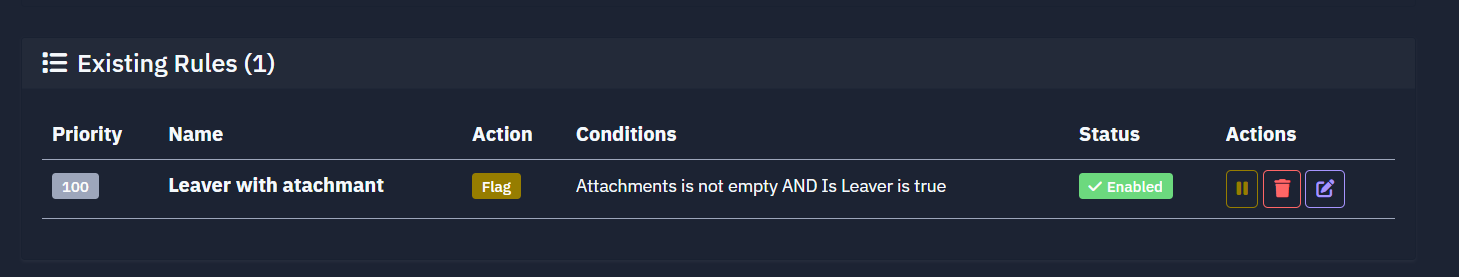 Existing Rules (1)
Priority Name Action Conditions Status Actions
100 Leaver with atachmant Flag Attachments is not empty AND Is Leaver is true Enabled